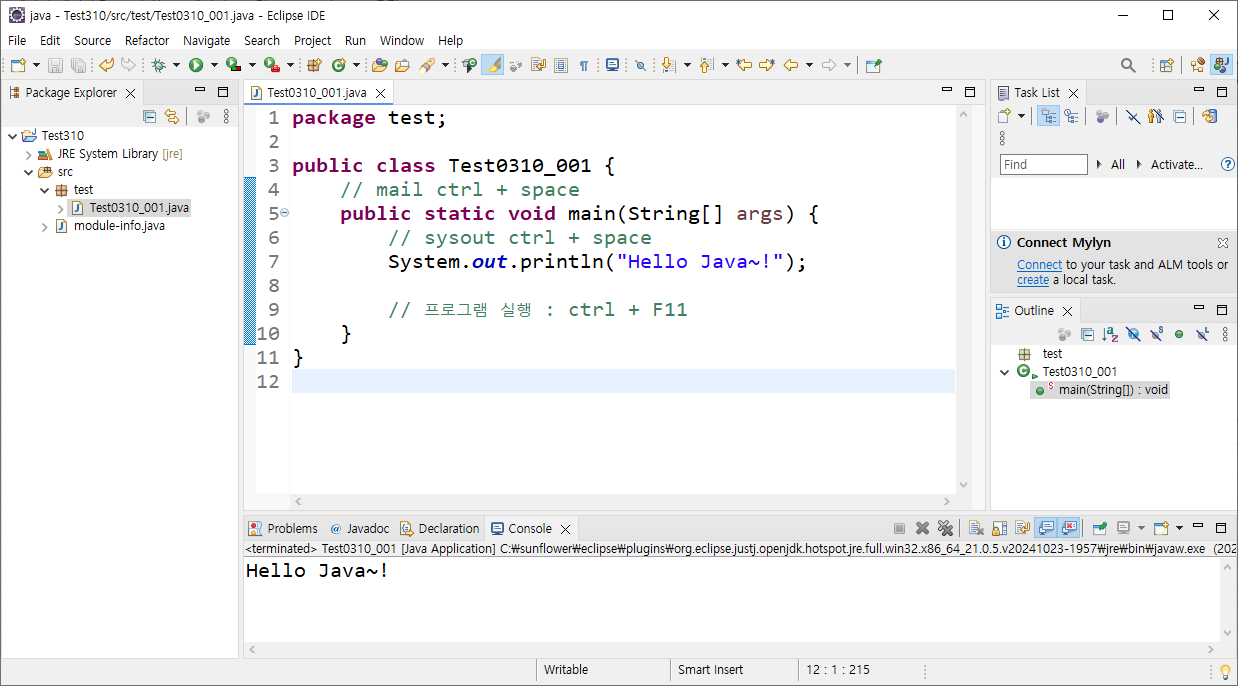 java - Test310/src/test/Test0310_001.java - Eclipse IDE
File Edit Source Refactor Navigate Search Project Run Window Help
Package Explorer
Test310
JRE System Library [jre]
src
test
Test0310_001.java
module-info.java
Test0310_001.java
1 package test;
2
3 public class Test0310_001 {
4 // mail ctrl + space
5 public static void main(String[] args) {
6 // sysout ctrl + space
7 System.out.println("Hello Java~!");
8
9 // 프로그램 실행 : ctrl + F11
10 }
11 }
12
Task List
Find All Activate...
Connect Mylyn
Connect to your task and ALM tools or
create a local task.
Outline
test
Test0310_001
main(String[]) : void
Problems Javadoc Declaration Console
<terminated> Test0310_001 [Java Application] C:₩sunflower₩eclipse₩plugins₩org.eclipse.justj.openjdk.hotspot.jre.full.win32.x86_64_21.0.5.v20241023-1957₩jre₩bin₩javaw.exe (202
Hello Java~!
Writable Smart Insert 12 : 1 : 215